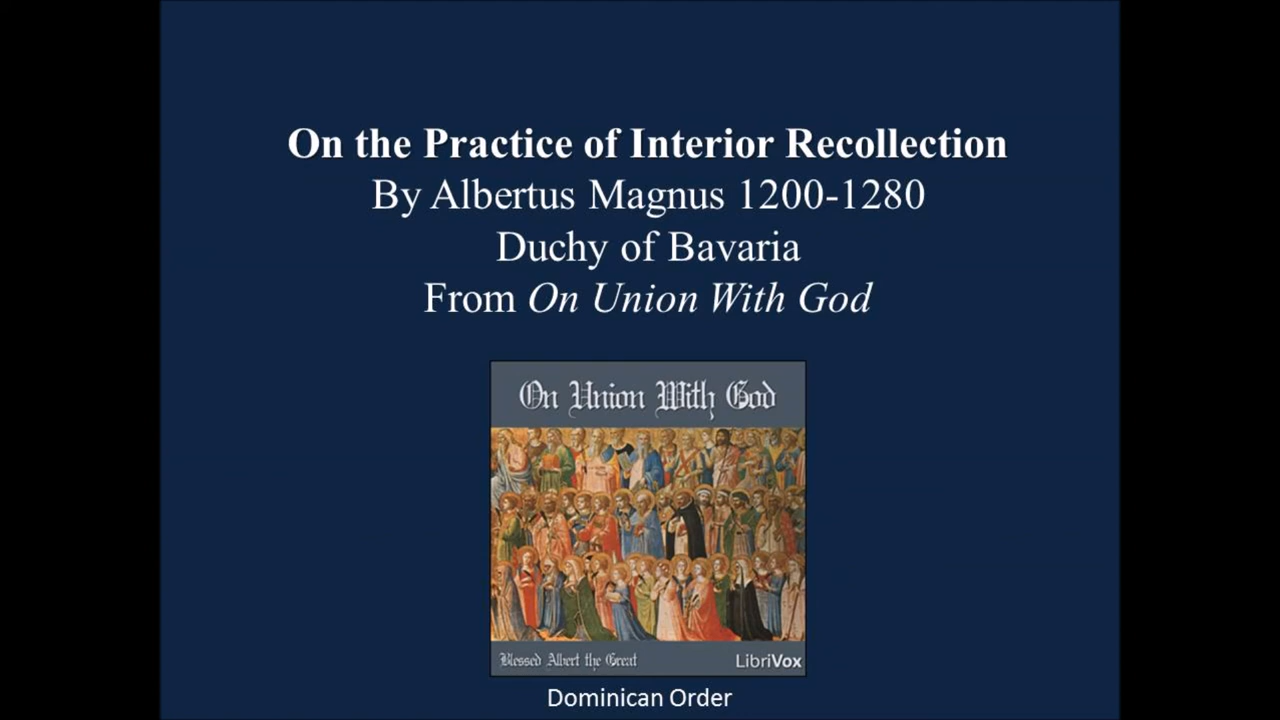 On the Practice of Interior Recollection
By Albertus Magnus 1200-1280
Duchy of Bavaria
From On Union With God
On Union With God
Blessed Albert the Great
LibriVox
Dominican Order